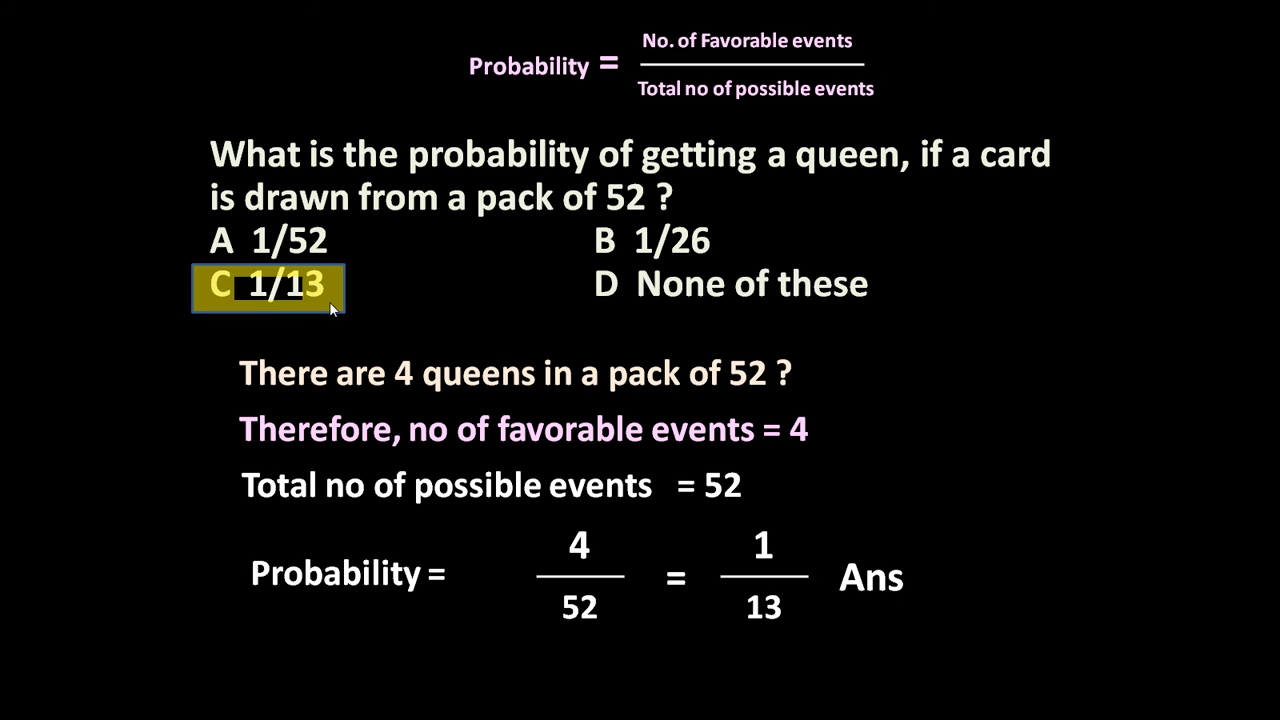 No. of Favorable events
Probability =
Total no of possible events
What is the probability of getting a queen, if a card
is drawn from a pack of 52 ?
A 1/52 B 1/26
C 1/13 D None of these
There are 4 queens in a pack of 52 ?
Therefore, no of favorable events = 4
Total no of possible events = 52
4 1
Probability = = Ans
52 13